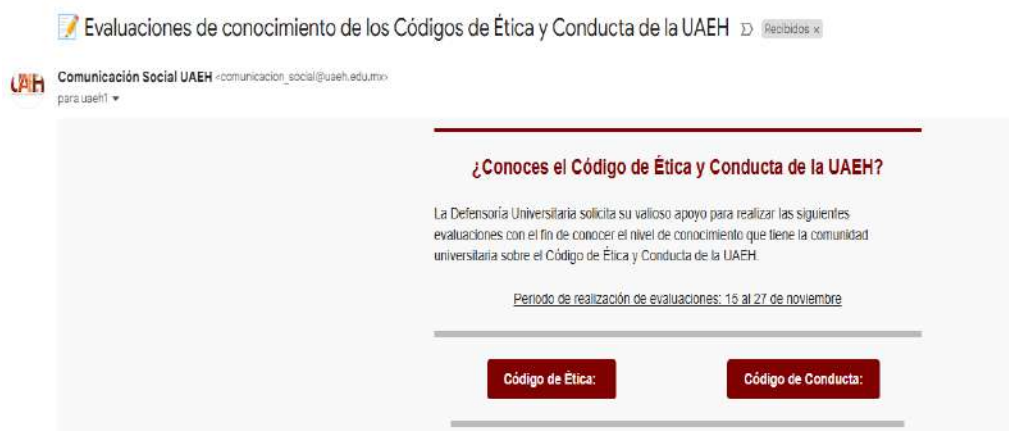 📝 Evaluaciones de conocimiento de los Códigos de Ética y Conducta de la UAEH Recibidos x
UAEH
Comunicación Social UAEH <comunicacion_social@uaeh.edu.mx>
para uaeh1
¿Conoces el Código de Ética y Conducta de la UAEH?
La Defensoría Universitaria solicita su valioso apoyo para realizar las siguientes
evaluaciones con el fin de conocer el nivel de conocimiento que tiene la comunidad
universitaria sobre el Código de Ética y Conducta de la UAEH.
Periodo de realización de evaluaciones: 15 al 27 de noviembre
Código de Ética: Código de Conducta: